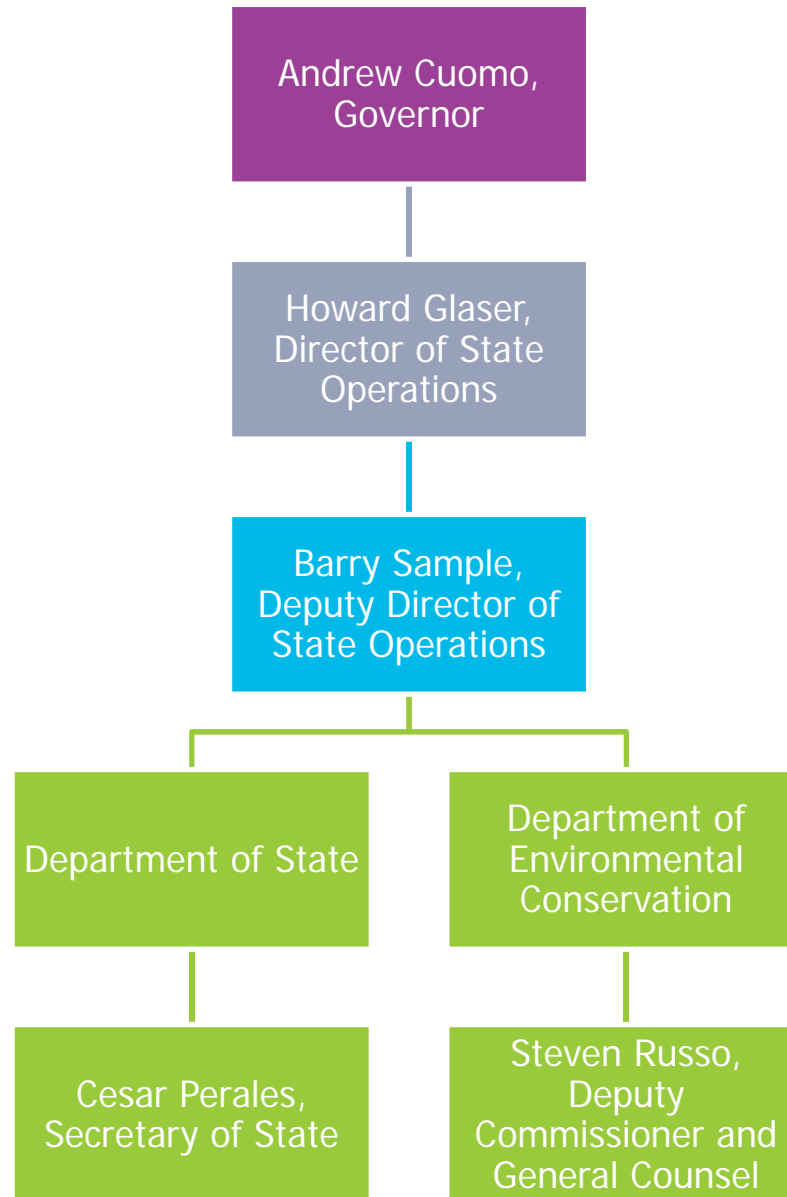 Andrew Cuomo,
Governor
Howard Glaser,
Director of State
Operations
Barry Sample,
Deputy Director of
State Operations
Department of State
Department of
Environmental
Conservation
Cesar Perales,
Secretary of State
Steven Russo,
Deputy
Commissioner and
General Counsel